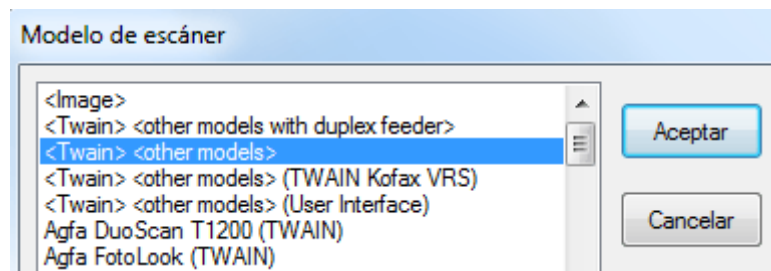 Modelo de escáner
<Image>
<Twain> <other models with duplex feeder>
<Twain> <other models>
<Twain> <other models> (TWAIN Kofax VRS)
<Twain> <other models> (User Interface)
Agfa DuoScan T1200 (TWAIN)
Agfa FotoLook (TWAIN)
Aceptar
Cancelar